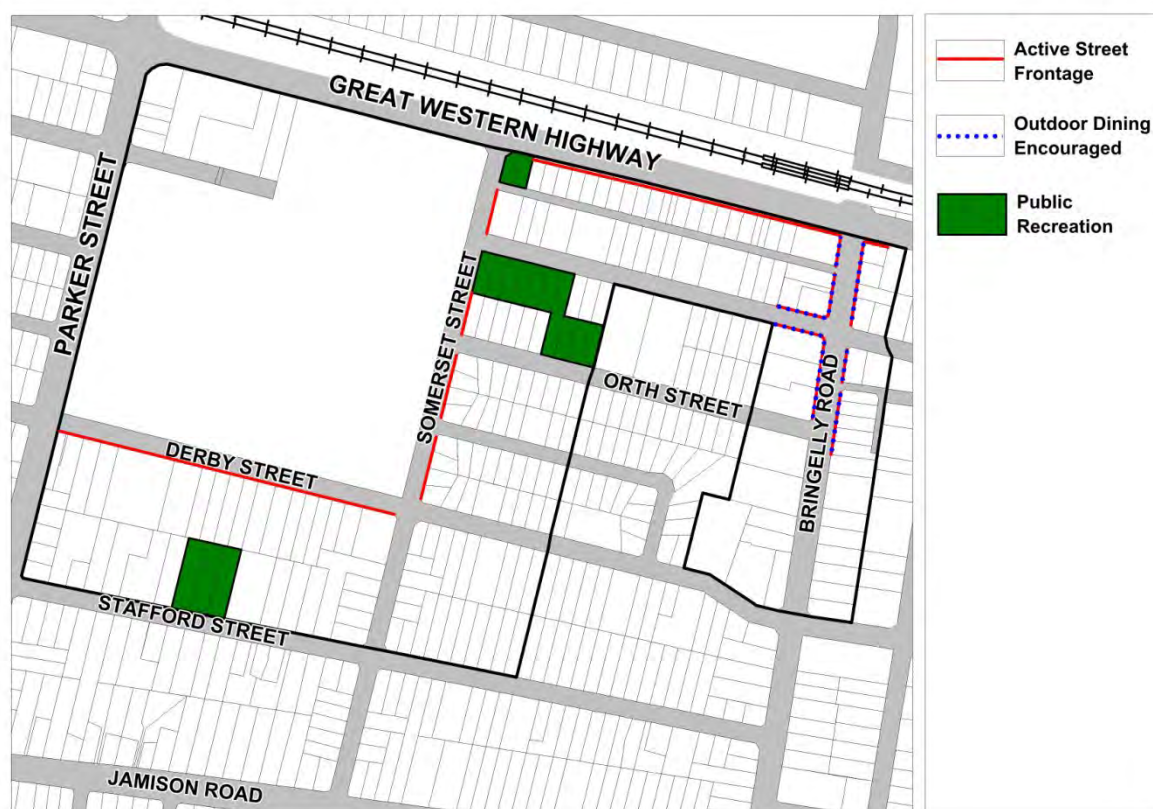 GREAT WESTERN HIGHWAY
PARKER STREET
SOMERSET STREET
ORTH STREET
BRINGELLY ROAD
DERBY STREET
STAFFORD STREET
JAMISON ROAD
Active Street
Frontage
Outdoor Dining
Encouraged
Public
Recreation